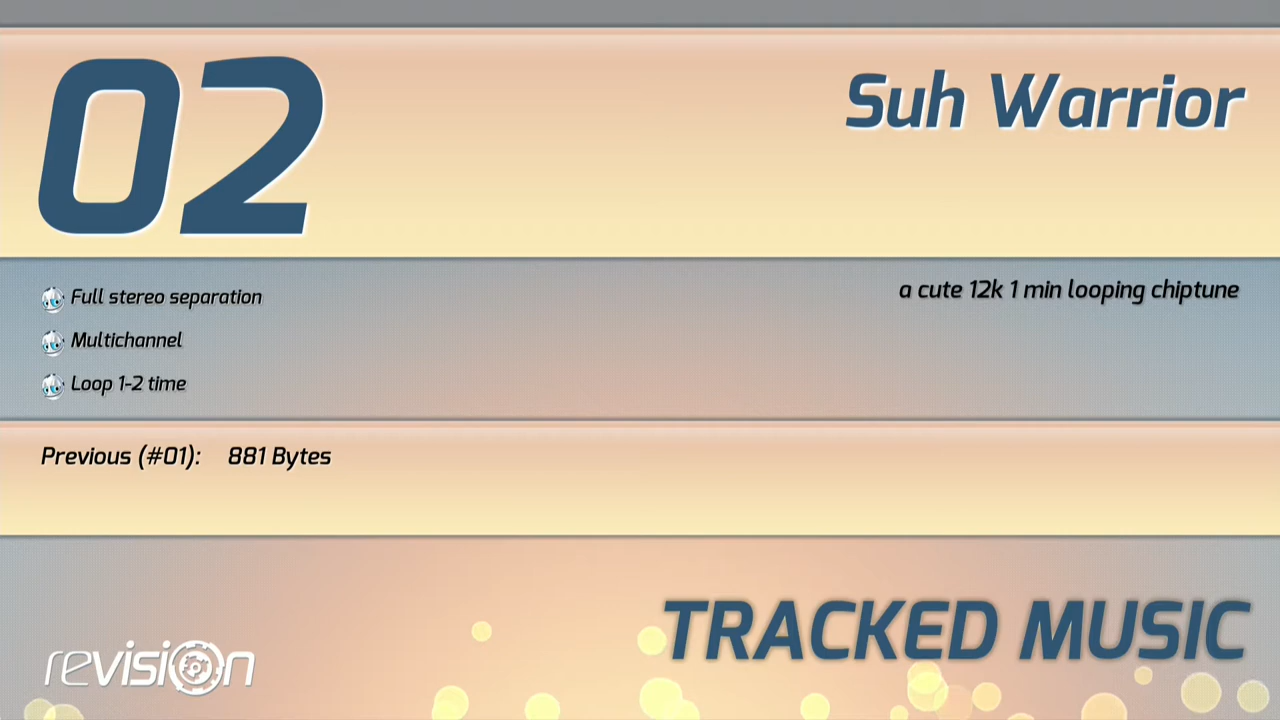 02
Suh Warrior
Full stereo separation
Multichannel
Loop 1-2 time
a cute 12k 1 min looping chiptune
Previous (#01): 881 Bytes
TRACKED MUSIC
revision